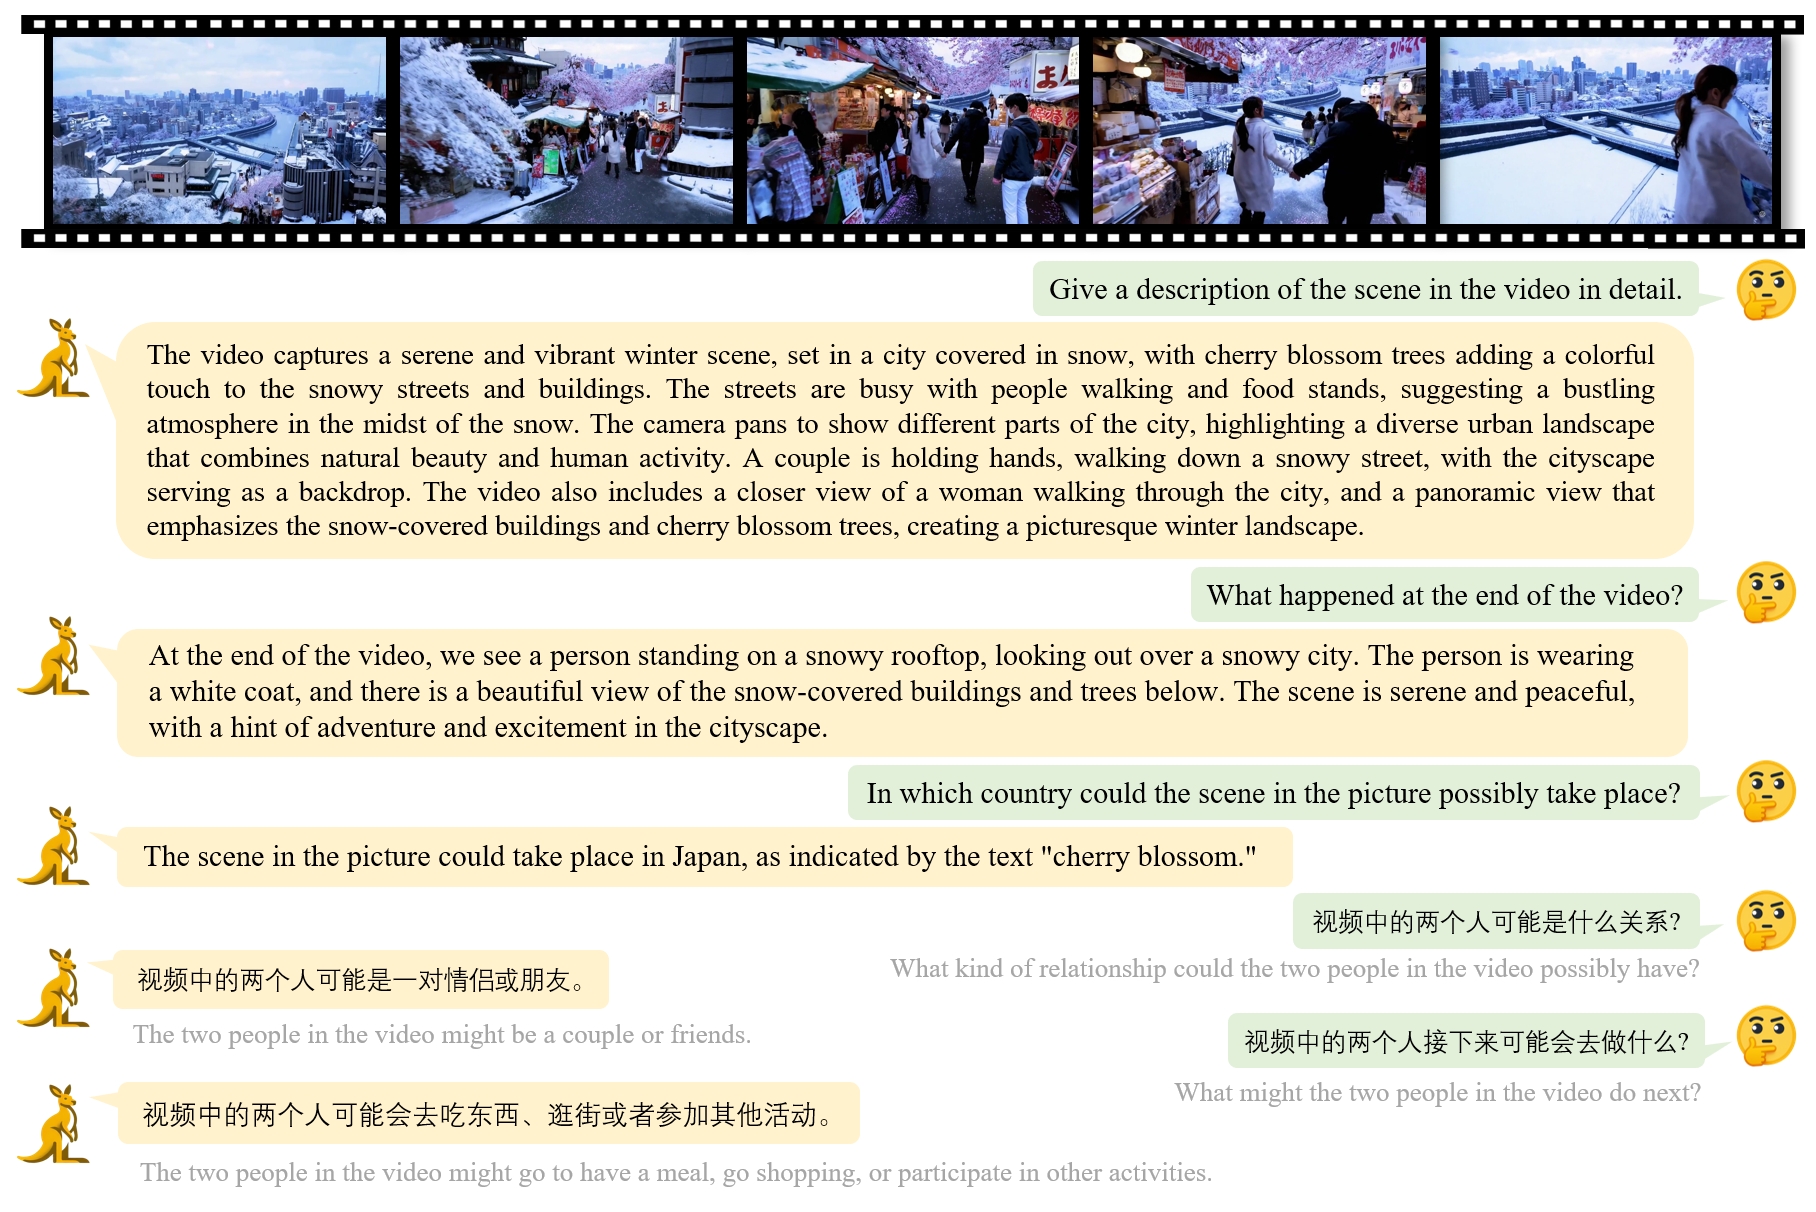 Give a description of the scene in the video in detail.
The video captures a serene and vibrant winter scene, set in a city covered in snow, with cherry blossom trees adding a colorful
touch to the snowy streets and buildings. The streets are busy with people walking and food stands, suggesting a bustling
atmosphere in the midst of the snow. The camera pans to show different parts of the city, highlighting a diverse urban landscape
that combines natural beauty and human activity. A couple is holding hands, walking down a snowy street, with the cityscape
serving as a backdrop. The video also includes a closer view of a woman walking through the city, and a panoramic view that
emphasizes the snow-covered buildings and cherry blossom trees, creating a picturesque winter landscape.
What happened at the end of the video?
At the end of the video, we see a person standing on a snowy rooftop, looking out over a snowy city. The person is wearing
a white coat, and there is a beautiful view of the snow-covered buildings and trees below. The scene is serene and peaceful,
with a hint of adventure and excitement in the cityscape.
In which country could the scene in the picture possibly take place?
The scene in the picture could take place in Japan, as indicated by the text "cherry blossom."
视频中的两个人可能是什么关系?
What kind of relationship could the two people in the video possibly have?
视频中的两个人可能是一对情侣或朋友。
The two people in the video might be a couple or friends.
视频中的两个人接下来可能会去做什么?
What might the two people in the video do next?
视频中的两个人可能会去吃东西、逛街或者参加其他活动。
The two people in the video might go to have a meal, go shopping, or participate in other activities.